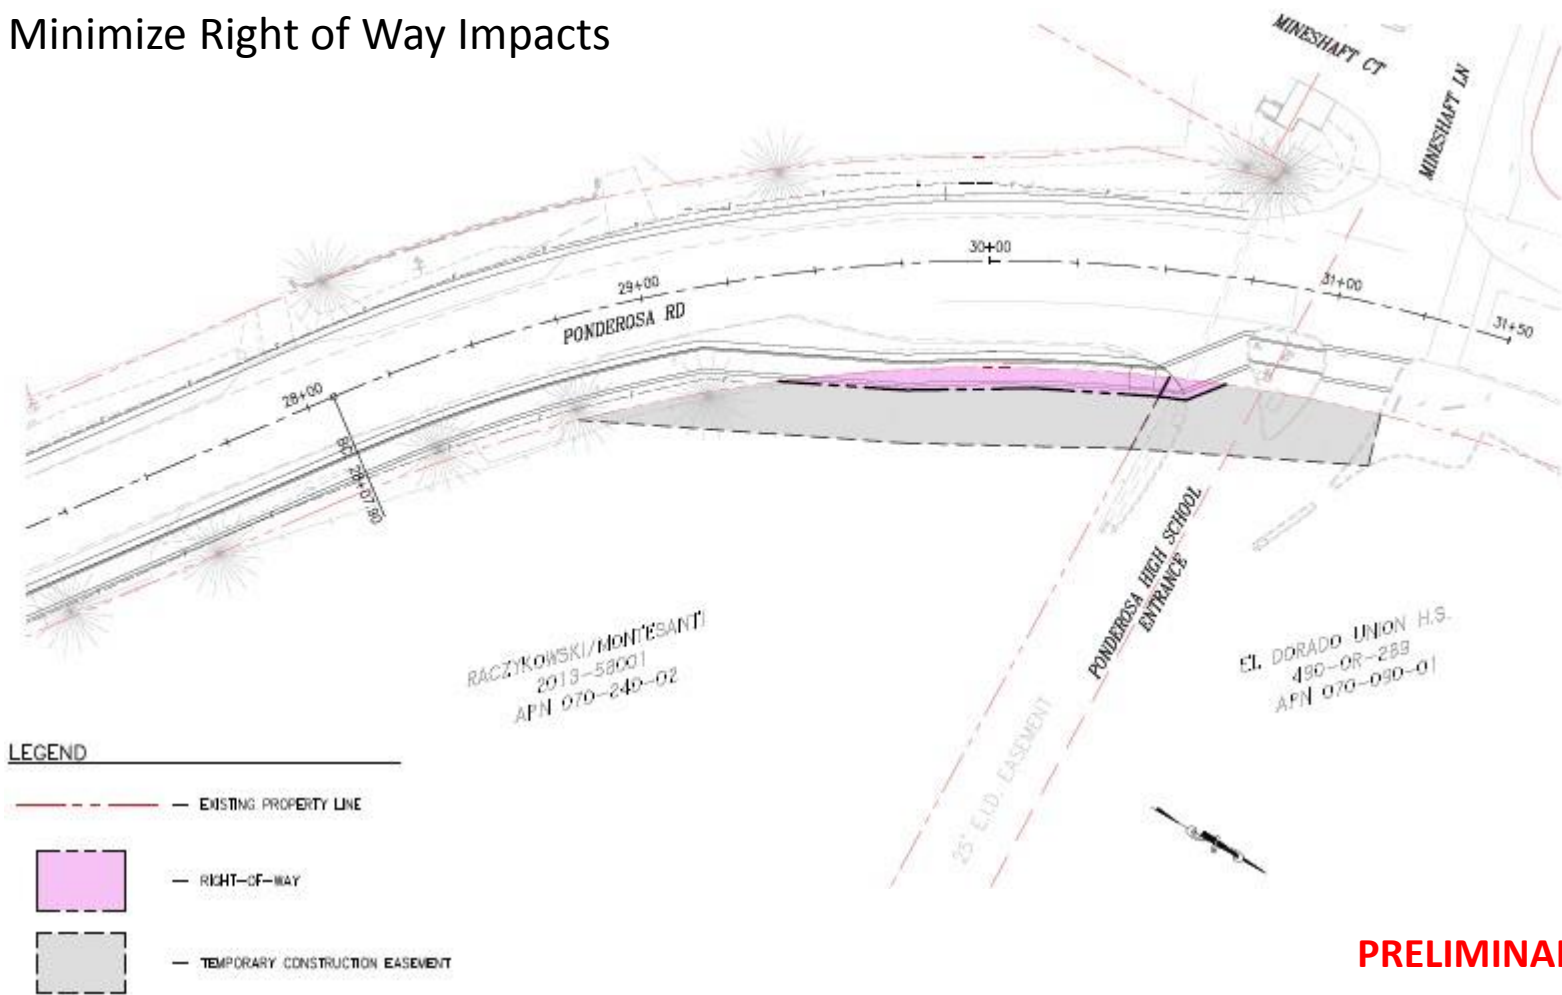 Minimize Right of Way Impacts
MINESHAFT CT
MINESHAFT LN
30+00
29+00
31+00
PONDEROSA RD
31+50
28+00
BC 28+07.90
PONDEROSA HIGH SCHOOL
ENTRANCE
RACZYKOWSKI/MONTESANTI
2013-58001
APN 070-240-02
EL DORADO UNION H.S.
490-OR-289
APN 070-090-01
25' E.I.D. EASEMENT
LEGEND
— EXISTING PROPERTY LINE
— RIGHT-OF-WAY
— TEMPORARY CONSTRUCTION EASEMENT
PRELIMINAR